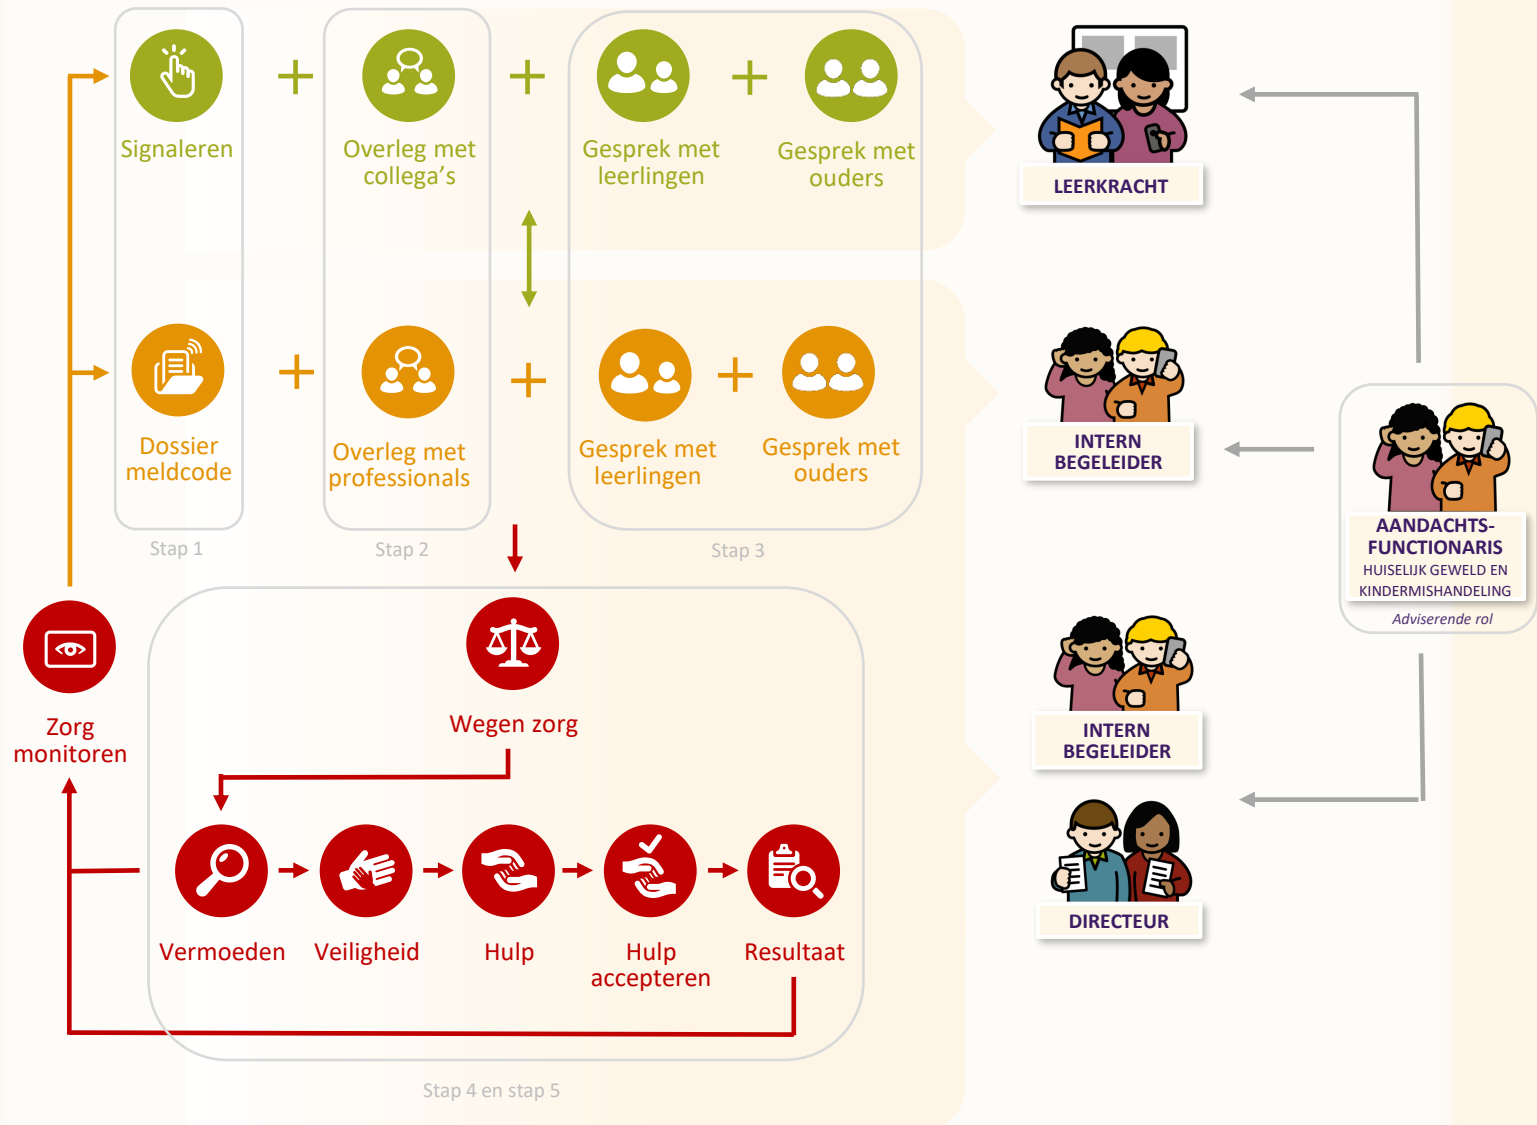 Signaleren
Overleg met
collega's
Gesprek met
leerlingen
Gesprek met
ouders
LEERKRACHT
Dossier
meldcode
Overleg met
professionals
Gesprek met
leerlingen
Gesprek met
ouders
INTERN
BEGELEIDER
Stap 1
Stap 2
Stap 3
AANDACHTS-
FUNCTIONARIS
HUISELIJK GEWELD EN
KINDERMISHANDELING
Adviserende rol
Zorg
monitoren
Wegen zorg
INTERN
BEGELEIDER
Vermoeden
Veiligheid
Hulp
Hulp
accepteren
Resultaat
DIRECTEUR
Stap 4 en stap 5